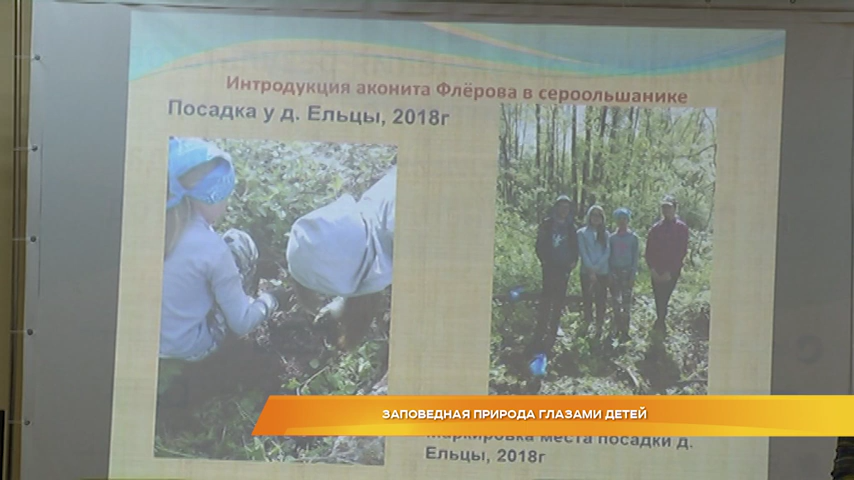 Интродукция аконита Флёрова в сероольшанике
Посадка у д. Ельцы, 2018г
ЗАПОВЕДНАЯ ПРИРОДА ГЛАЗАМИ ДЕТЕЙ
Маркировка места посадки д.
Ельцы, 2018г